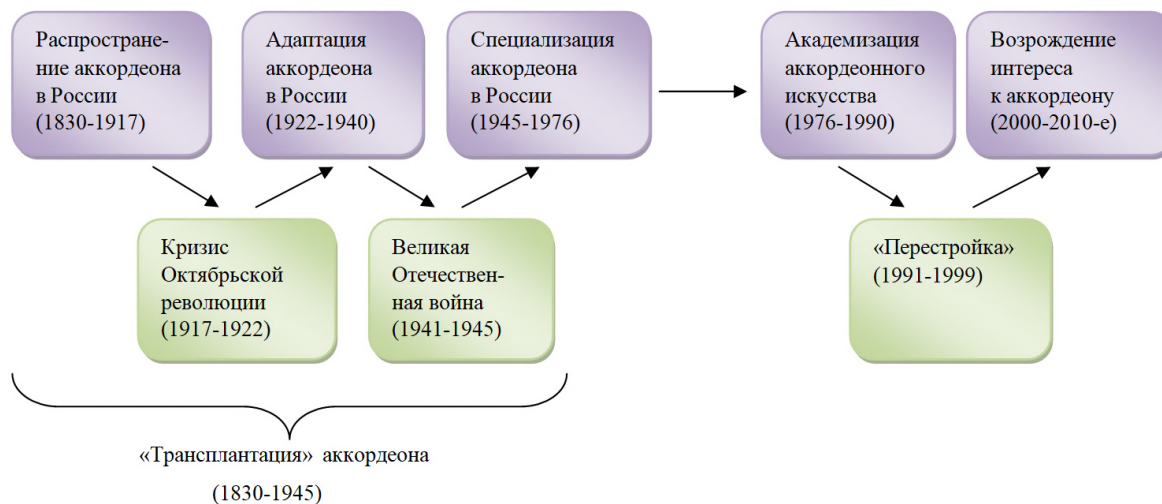 Распростране-
ние аккордеона
в России
(1830-1917)
Адаптация
аккордеона
в России
(1922-1940)
Специализация
аккордеона
в России
(1945-1976)
Академизация
аккордеонного
искусства
(1976-1990)
Возрождение
интереса
к аккордеону
(2000-2010-е)
Кризис
Октябрьской
революции
(1917-1922)
Великая
Отечествен-
ная война
(1941-1945)
«Перестройка»
(1991-1999)
«Трансплантация» аккордеона
(1830-1945)